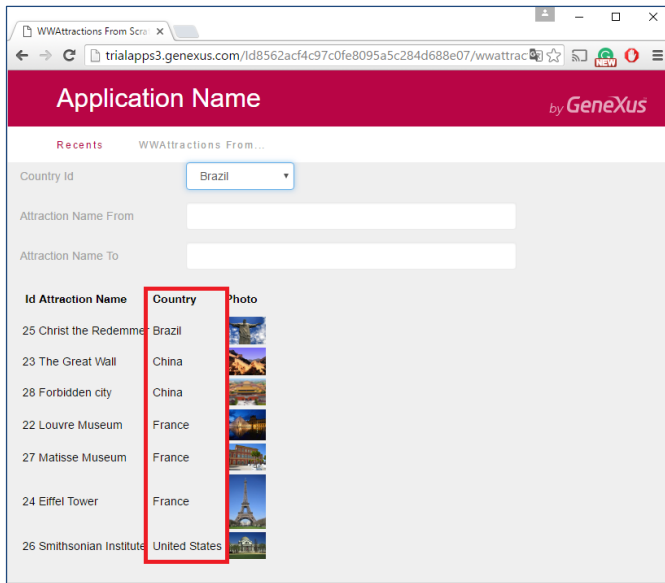 WWAttractions From Scra
trialapps3.genexus.com/Id8562acf4c97c0fe8095a5c284d688e07/wwattrac
NEW
Application Name
by GeneXus
Recents WWAttractions From...
Country Id Brazil
Attraction Name From
Attraction Name To
Id Attraction Name Country Photo
25 Christ the Redemmer Brazil
23 The Great Wall China
28 Forbidden city China
22 Louvre Museum France
27 Matisse Museum France
24 Eiffel Tower France
26 Smithsonian Institute United States